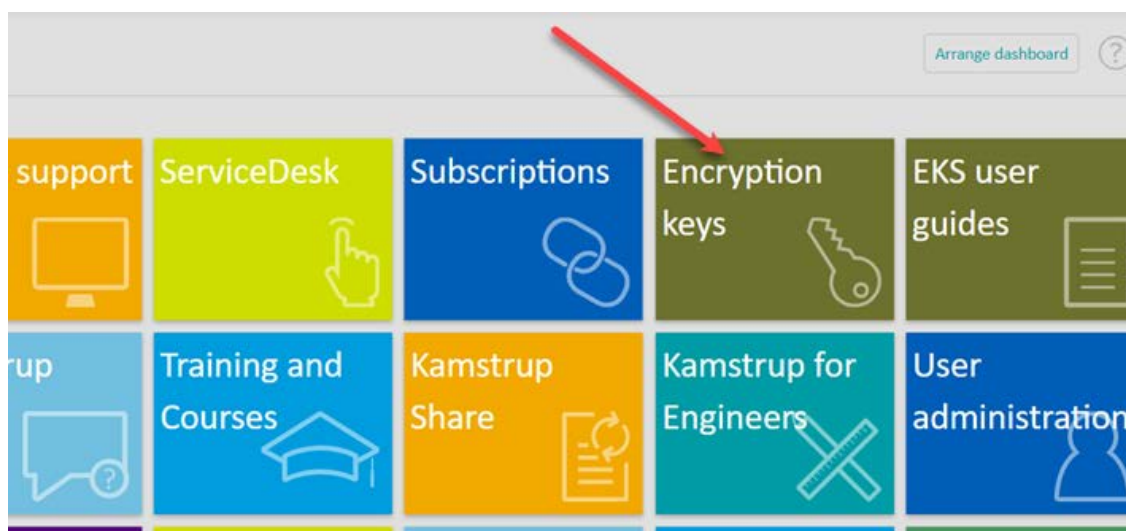 Arrange dashboard
?
support
ServiceDesk
Subscriptions
Encryption
keys
EKS user
guides
rup
Training and
Courses
Kamstrup
Share
Kamstrup for
Engineers
User
administration
?